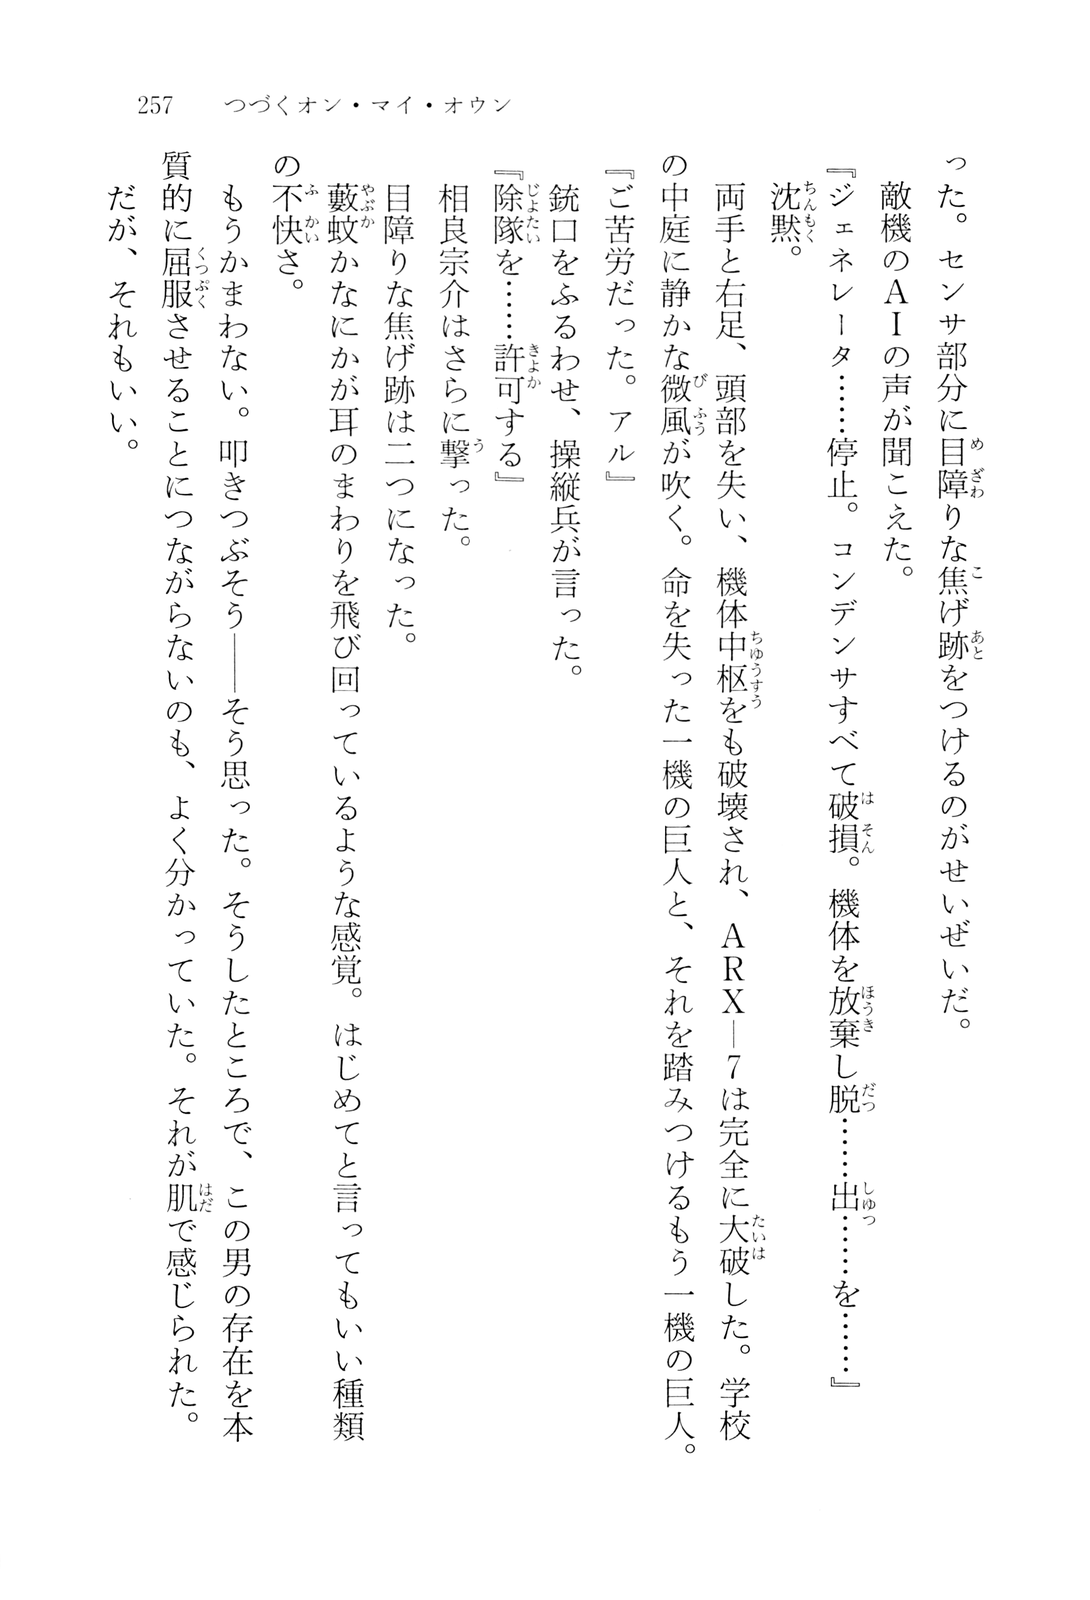 257　つづくオン・マイ・オウン
った。センサ部分に目障りな焦げ跡をつけるのがせいぜいだ。
　敵機のＡＩの声が聞こえた。
『ジェネレータ……停止。コンデンサすべて破損。機体を放棄し脱……出……を……』
　沈黙。
　両手と右足、頭部を失い、機体中枢をも破壊され、ＡＲＸ―７は完全に大破した。学校
の中庭に静かな微風が吹く。命を失った一機の巨人と、それを踏みつけるもう一機の巨人。
『ご苦労だった。アル』
　銃口をふるわせ、操縦兵が言った。
『除隊を……許可する』
　相良宗介はさらに撃った。
　目障りな焦げ跡は二つになった。
　藪蚊かなにかが耳のまわりを飛び回っているような感覚。はじめてと言ってもいい種類
の不快さ。
　もうかまわない。叩きつぶそう――そう思った。そうしたところで、この男の存在を本
質的に屈服させることにつながらないのも、よく分かっていた。それが肌で感じられた。
　だが、それもいい。